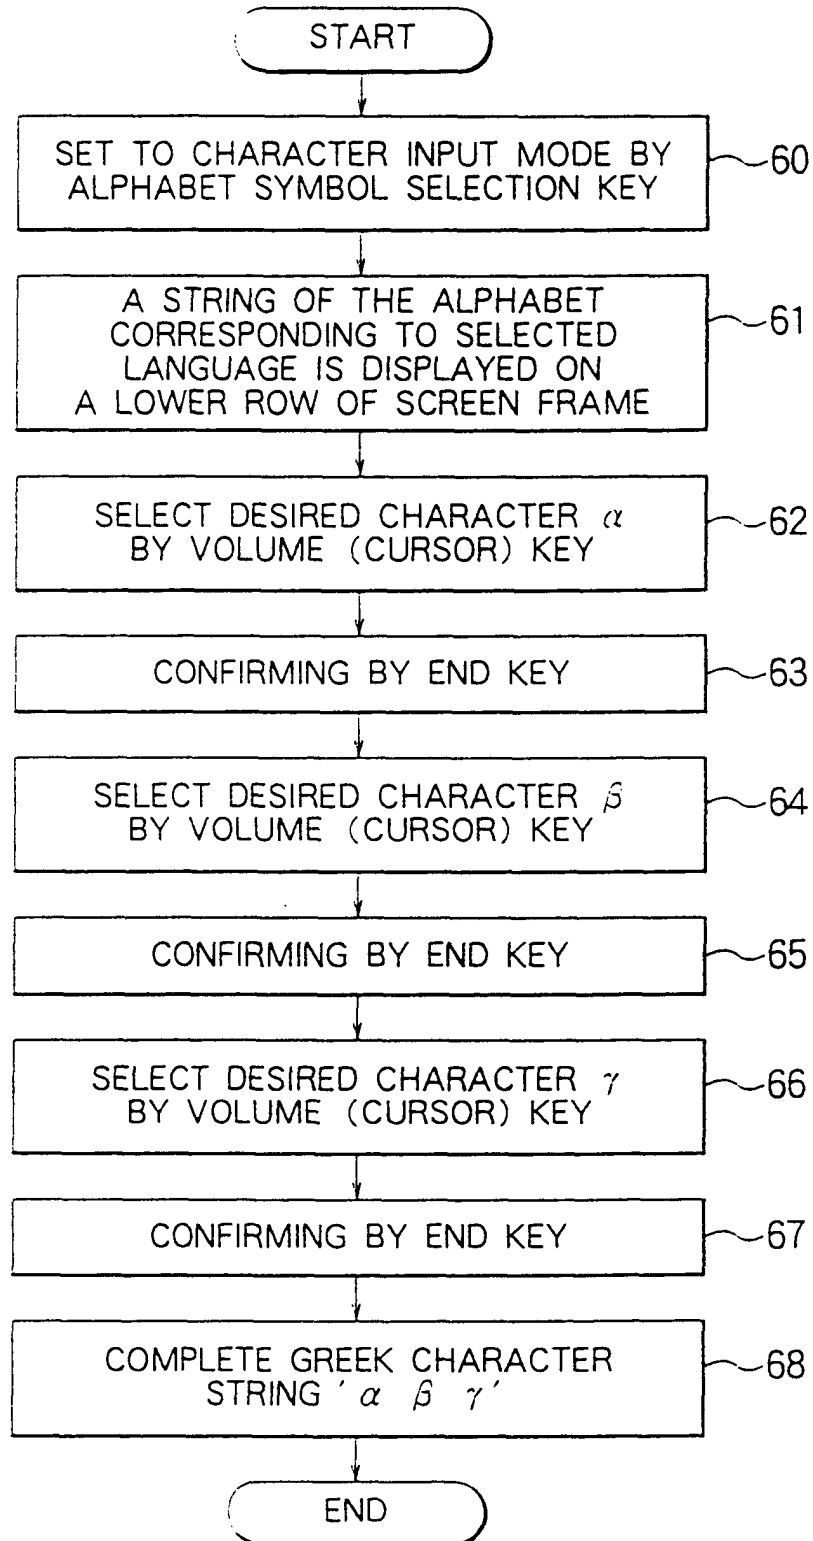 START
SET TO CHARACTER INPUT MODE BY
ALPHABET SYMBOL SELECTION KEY
60
A STRING OF THE ALPHABET
CORRESPONDING TO SELECTED
LANGUAGE IS DISPLAYED ON
A LOWER ROW OF SCREEN FRAME
61
SELECT DESIRED CHARACTER α
BY VOLUME (CURSOR) KEY
62
CONFIRMING BY END KEY
63
SELECT DESIRED CHARACTER β
BY VOLUME (CURSOR) KEY
64
CONFIRMING BY END KEY
65
SELECT DESIRED CHARACTER γ
BY VOLUME (CURSOR) KEY
66
CONFIRMING BY END KEY
67
COMPLETE GREEK CHARACTER
STRING ' α β γ '
68
END